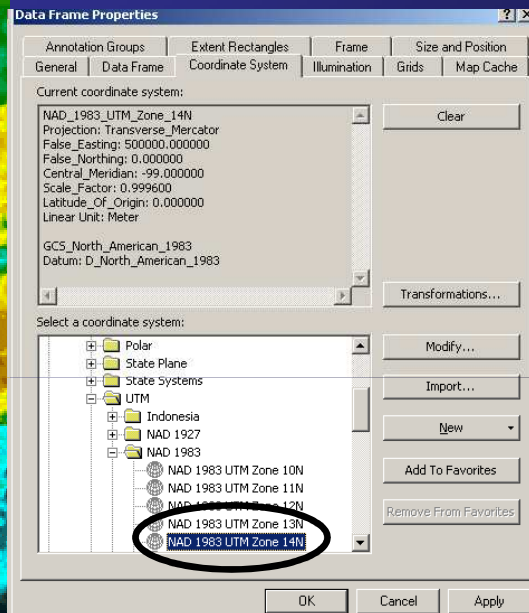 Data Frame Properties
Annotation Groups Extent Rectangles Frame Size and Position
General Data Frame Coordinate System Illumination Grids Map Cache
Current coordinate system:
NAD_1983_UTM_Zone_14N
Projection: Transverse_Mercator
False_Easting: 500000.000000
False_Northing: 0.000000
Central_Meridian: -99.000000
Scale_Factor: 0.999600
Latitude_Of_Origin: 0.000000
Linear Unit: Meter
GCS_North_American_1983
Datum: D_North_American_1983
Clear
Transformations...
Select a coordinate system:
Polar
State Plane
State Systems
UTM
Indonesia
NAD 1927
NAD 1983
NAD 1983 UTM Zone 10N
NAD 1983 UTM Zone 11N
NAD 1983 UTM Zone 12N
NAD 1983 UTM Zone 13N
NAD 1983 UTM Zone 14N
Modify...
Import...
New
Add To Favorites
Remove From Favorites
OK Cancel Apply